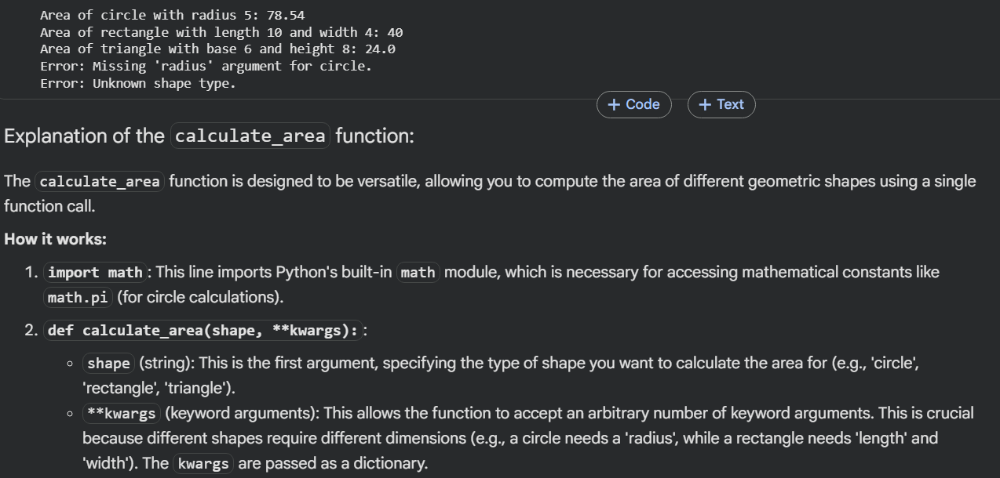 Area of circle with radius 5: 78.54
Area of rectangle with length 10 and width 4: 40
Area of triangle with base 6 and height 8: 24.0
Error: Missing 'radius' argument for circle.
Error: Unknown shape type.
+ Code + Text
Explanation of the calculate_area function:
The calculate_area function is designed to be versatile, allowing you to compute the area of different geometric shapes using a single
function call.
How it works:
1. import math: This line imports Python's built-in math module, which is necessary for accessing mathematical constants like
math.pi (for circle calculations).
2. def calculate_area(shape, **kwargs)::
◦ shape (string): This is the first argument, specifying the type of shape you want to calculate the area for (e.g., 'circle',
'rectangle', 'triangle').
◦ **kwargs (keyword arguments): This allows the function to accept an arbitrary number of keyword arguments. This is crucial
because different shapes require different dimensions (e.g., a circle needs a 'radius', while a rectangle needs 'length' and
'width'). The kwargs are passed as a dictionary.